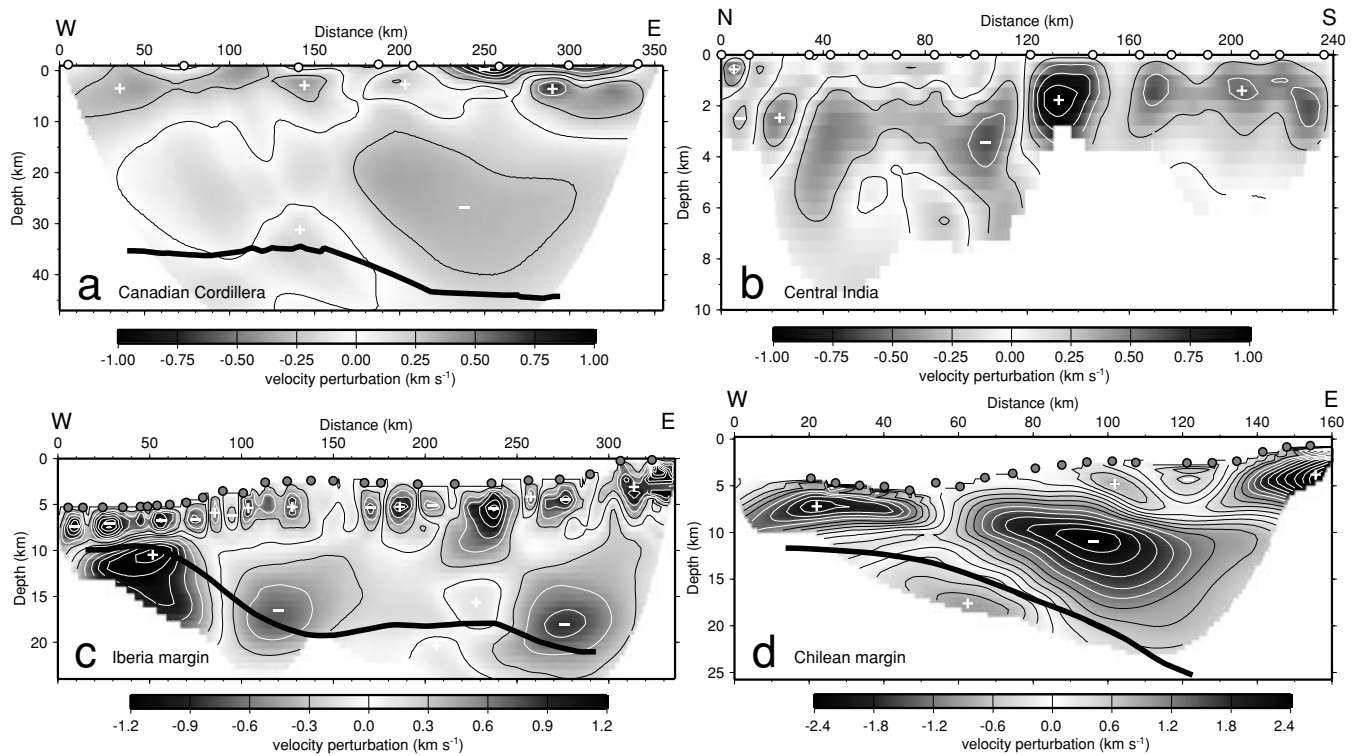 W E
Distance (km)
0 50 100 150 200 250 300 350
Depth (km)
0
10
20
30
40
+ + + − +
−
+
a Canadian Cordillera
-1.00 -0.75 -0.50 -0.25 0.00 0.25 0.50 0.75 1.00
velocity perturbation (km s⁻¹)
N S
Distance (km)
0 20 40 60 80 100 120 140 160 180 200 220 240
Depth (km)
0
2
4
6
8
10
+ − + − + +
b Central India
-1.00 -0.75 -0.50 -0.25 0.00 0.25 0.50 0.75 1.00
velocity perturbation (km s⁻¹)
W E
Distance (km)
0 50 100 150 200 250 300
Depth (km)
0
5
10
15
20
c Iberia margin
-1.2 -0.9 -0.6 -0.3 0.0 0.3 0.6 0.9 1.2
velocity perturbation (km s⁻¹)
W E
Distance (km)
0 20 40 60 80 100 120 140 160
Depth (km)
0
5
10
15
20
25
+ + − + +
d Chilean margin
-2.4 -1.8 -1.2 -0.6 0.0 0.6 1.2 1.8 2.4
velocity perturbation (km s⁻¹)